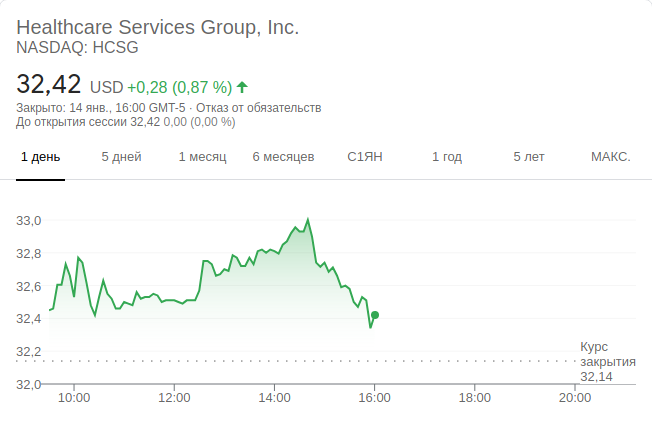 Healthcare Services Group, Inc.
NASDAQ: HCSG
32,42 USD +0,28 (0,87 %)
Закрыто: 14 янв., 16:00 GMT-5 · Отказ от обязательств
До открытия сессии 32,42 0,00 (0,00 %)
1 день 5 дней 1 месяц 6 месяцев С1ЯН 1 год 5 лет МАКС.
33,0
32,8
32,6
32,4
32,2
32,0
Курс
закрытия
32,14
10:00 12:00 14:00 16:00 18:00 20:00